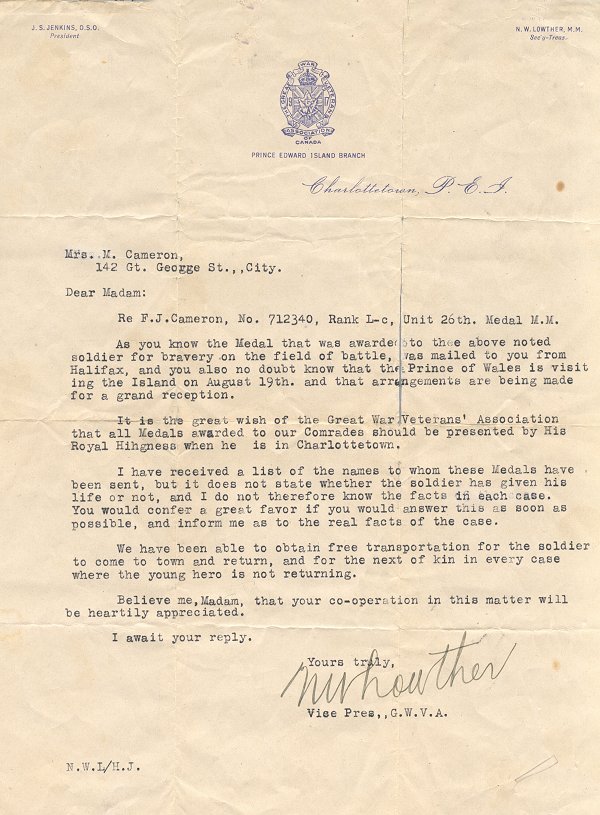 J. S. JENKINS, D.S.O.
President
N. W. LOWTHER, M.M.
Sec'y-Treas.
THE GREAT WAR VETERANS
19 17
ASSOCIATION
OF
CANADA
PRINCE EDWARD ISLAND BRANCH
Charlottetown, P. E. I.
Mrs. M. Cameron,
142 Gt. George St.,,City.
Dear Madam:
Re F.J.Cameron, No. 712340, Rank L-c, Unit 26th. Medal M.M.
As you know the Medal that was awarded to thee above noted
soldier for bravery on the field of battle, was mailed to you from
Halifax, and you also no doubt know that the Prince of Wales is visit
ing the Island on August 19th. and that arrangements are being made
for a grand reception.
It is the great wish of the Great War Veterans' Association
that all Medals awarded to our Comrades should be presented by His
Royal Hihgness when he is in Charlottetown.
I have received a list of the names to whom these Medals have
been sent, but it does not state whether the soldier has given his
life or not, and I do not therefore know the facts in each case.
You would confer a great favor if you would answer this as soon as
possible, and inform me as to the real facts of the case.
We have been able to obtain free transportation for the soldier
to come to town and return, and for the next of kin in every case
where the young hero is not returning.
Believe me, Madam, that your co-operation in this matter will
be heartily appreciated.
I await your reply.
Yours truly,
NW Lowther
Vise Pres,,G.W.V.A.
N.W.L/H.J.